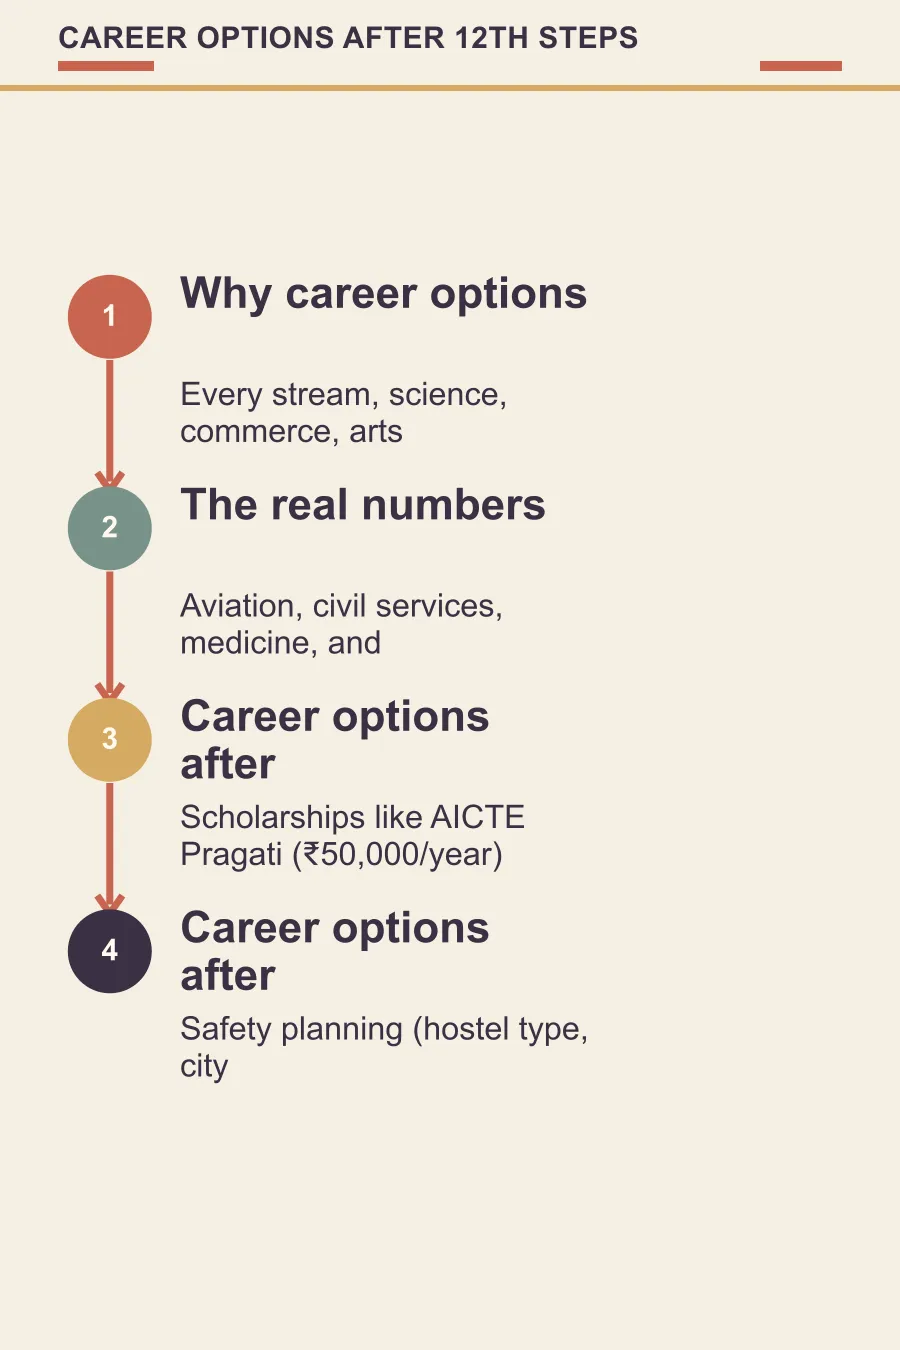 CAREER OPTIONS AFTER 12TH STEPS
1
Why career options
Every stream, science,
commerce, arts
2
The real numbers
Aviation, civil services,
medicine, and
3
Career options
after
Scholarships like AICTE
Pragati (₹50,000/year)
4
Career options
after
Safety planning (hostel type,
city